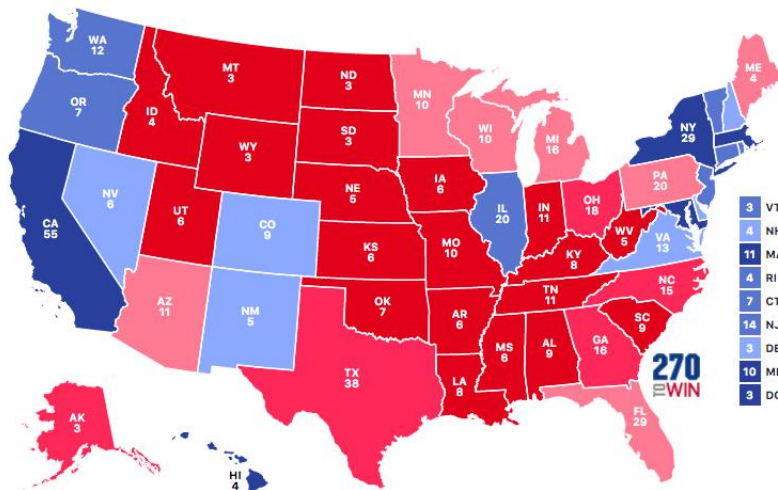 WA
12
OR
7
CA
55
NV
6
ID
4
MT
3
WY
3
UT
6
AZ
11
CO
9
NM
5
ND
3
SD
3
NE
5
KS
6
OK
7
TX
38
MN
10
IA
6
MO
10
AR
6
LA
8
WI
10
IL
20
MI
16
IN
11
OH
18
KY
8
TN
11
MS
6
AL
9
GA
16
FL
29
SC
9
NC
15
VA
13
WV
5
PA
20
NY
29
ME
4
AK
3
HI
4
270
TO
WIN
3 VT
4 NH
11 MA
4 RI
7 CT
14 NJ
3 DE
10 M
3 DC